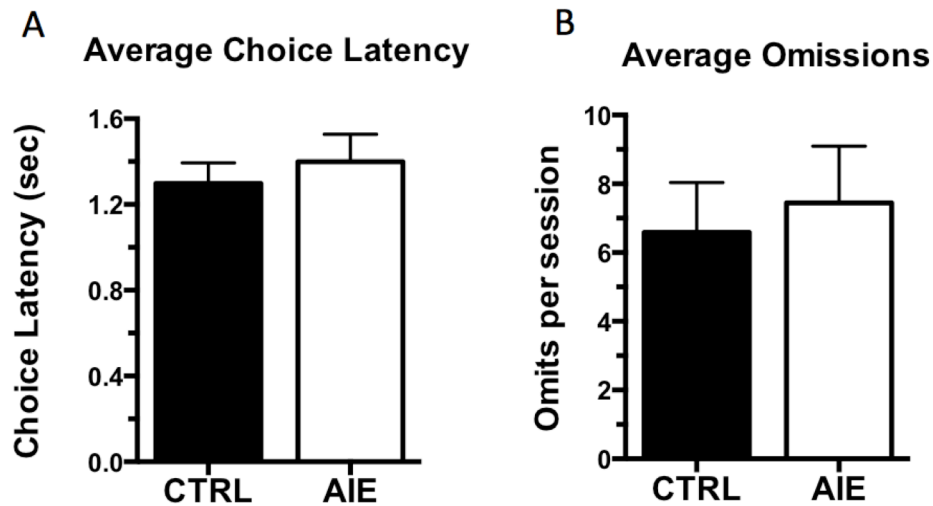 A
Average Choice Latency
Choice Latency (sec)
1.6
1.2
0.8
0.4
0.0
CTRL
AIE
B
Average Omissions
Omits per session
10
8
6
4
2
0
CTRL
AIE